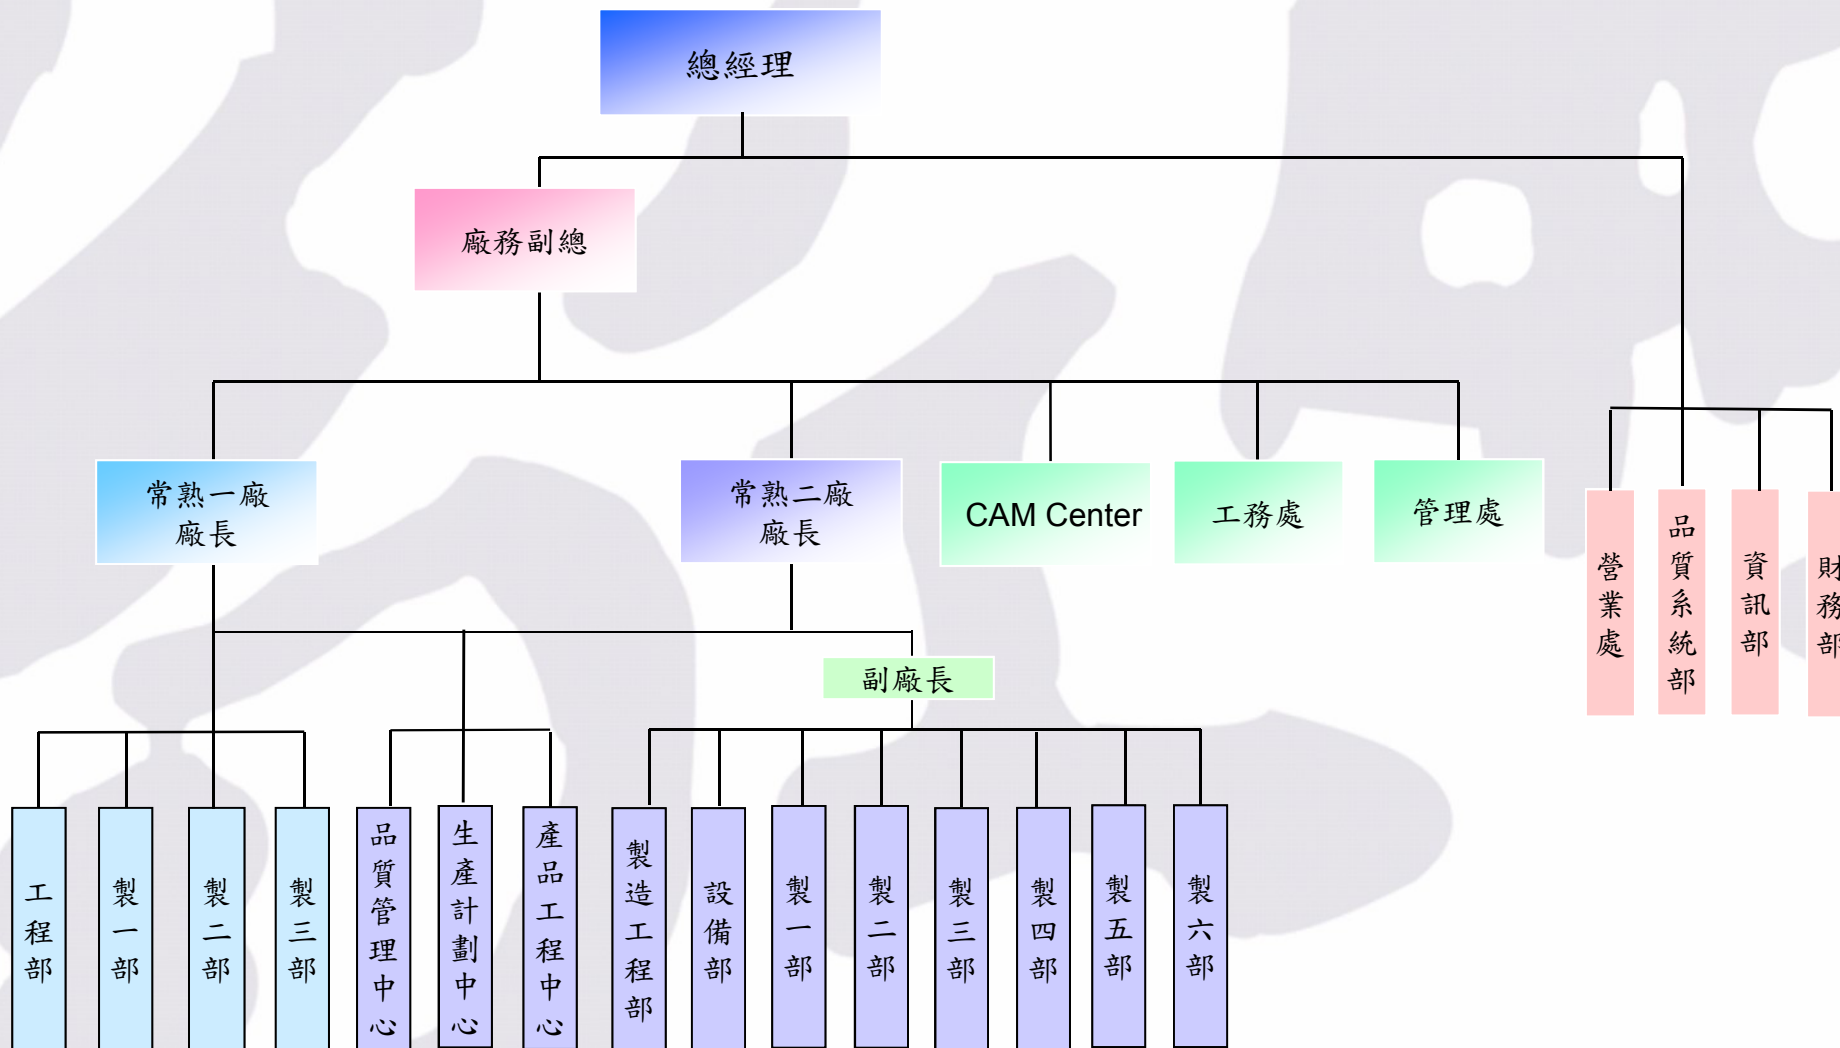 總經理
廠務副總
常熟一廠
廠長
常熟二廠
廠長
CAM Center
工務處
管理處
營業處
品質系統部
資訊部
財務部
副廠長
工程部
製一部
製二部
製三部
品質管理中心
生產計劃中心
產品工程中心
製造工程部
設備部
製一部
製二部
製三部
製四部
製五部
製六部